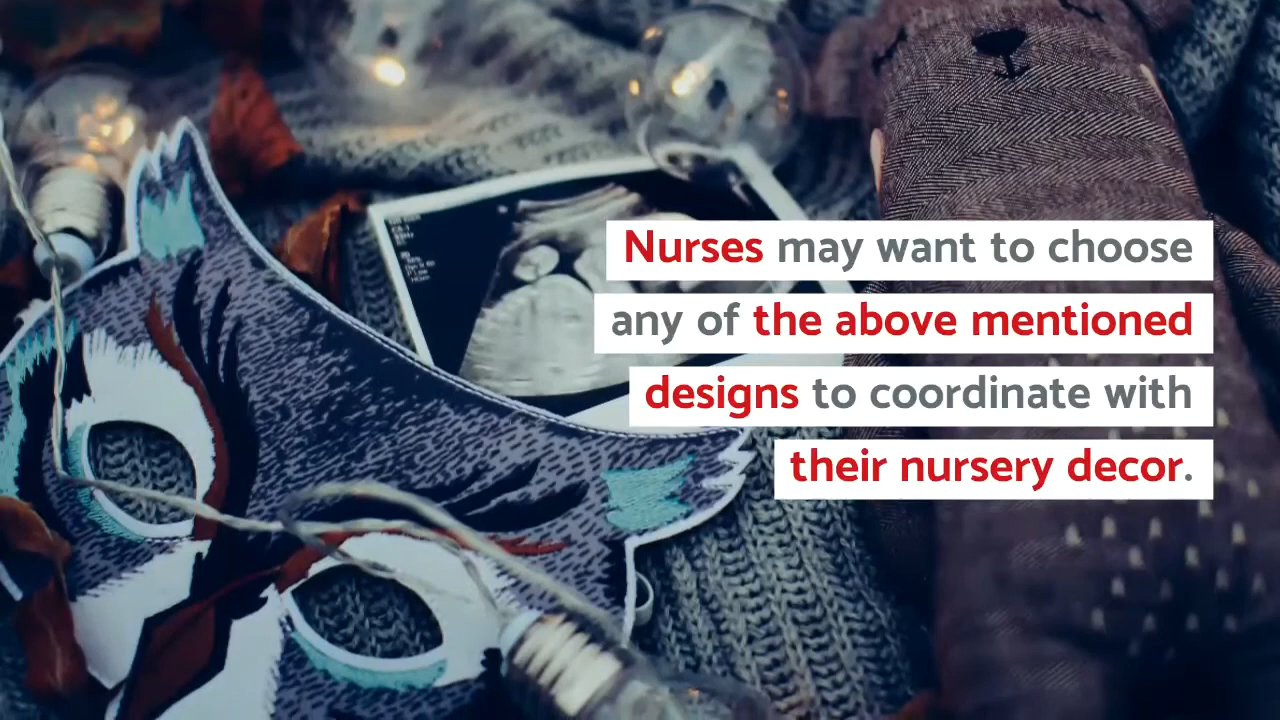 Nurses may want to choose
any of the above mentioned
designs to coordinate with
their nursery decor.